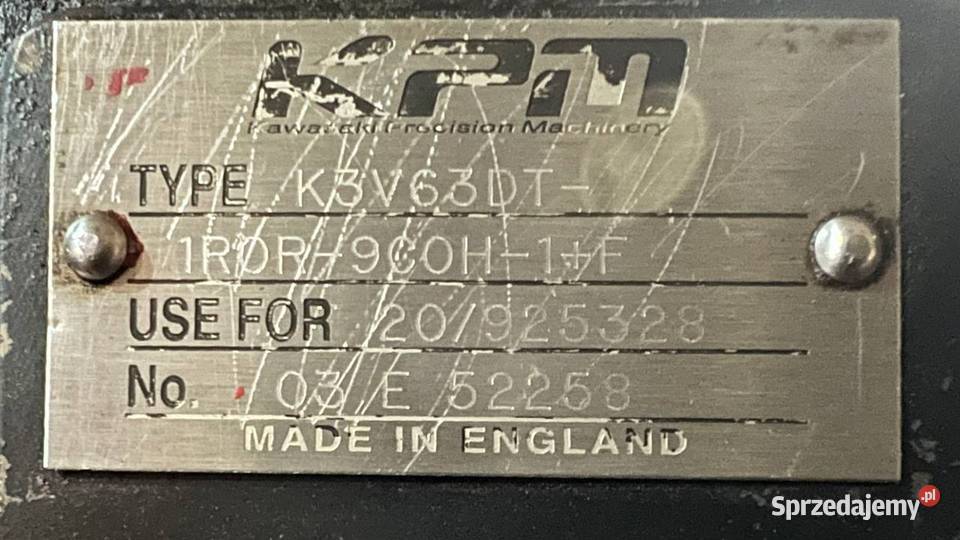 KPM
Kawasaki Precision Machinery
TYPE K3V63DT-
1RDR-9C0H-1+F
USE FOR 20/925328
No. 03 E 52258
MADE IN ENGLAND
Sprzedajemy.pl